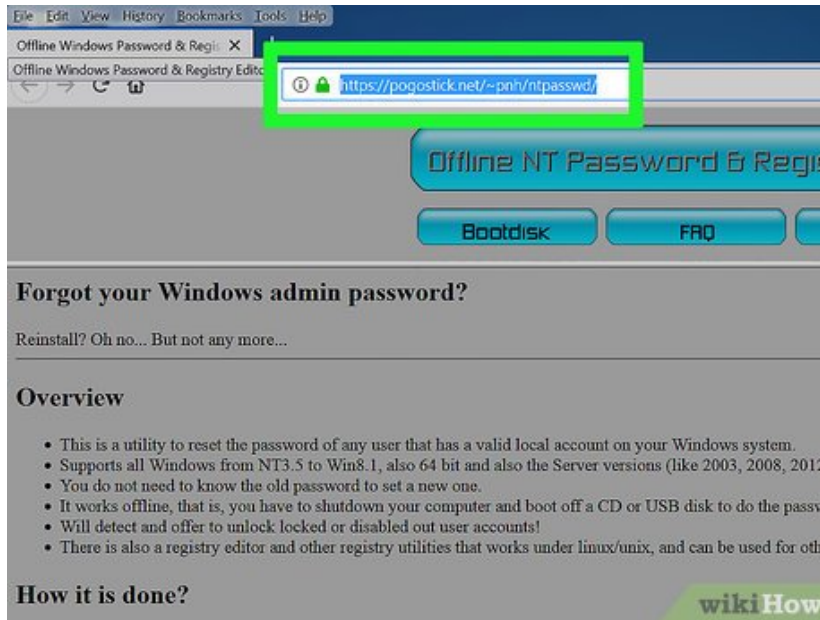 File Edit View History Bookmarks Tools Help
Offline Windows Password & Regis X
Offline Windows Password & Registry Edito
https://pogostick.net/~pnh/ntpasswd/
Offline NT Password & Regis
Bootdisk FAQ
Forgot your Windows admin password?
Reinstall? Oh no... But not any more...
Overview
• This is a utility to reset the password of any user that has a valid local account on your Windows system.
• Supports all Windows from NT3.5 to Win8.1, also 64 bit and also the Server versions (like 2003, 2008, 2012
• You do not need to know the old password to set a new one.
• It works offline, that is, you have to shutdown your computer and boot off a CD or USB disk to do the passw
• Will detect and offer to unlock locked or disabled out user accounts!
• There is also a registry editor and other registry utilities that works under linux/unix, and can be used for oth
How it is done?
wikiHow